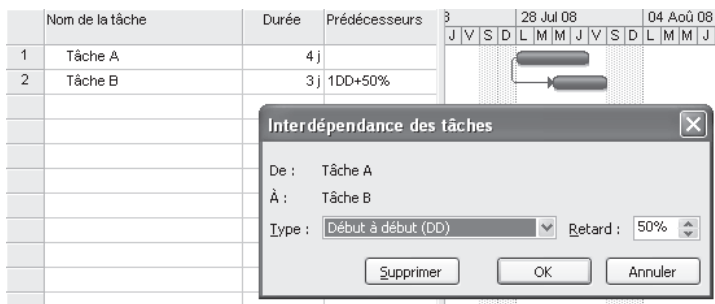 Nom de la tâche Durée Prédécesseurs 3 28 Jul 08 04 Aoû 08
J V S D L M M J V S D L M M J
1 Tâche A 4 j
2 Tâche B 3 j 1DD+50%
Interdépendance des tâches
De : Tâche A
À : Tâche B
Type : Début à début (DD) Retard : 50%
Supprimer OK Annuler